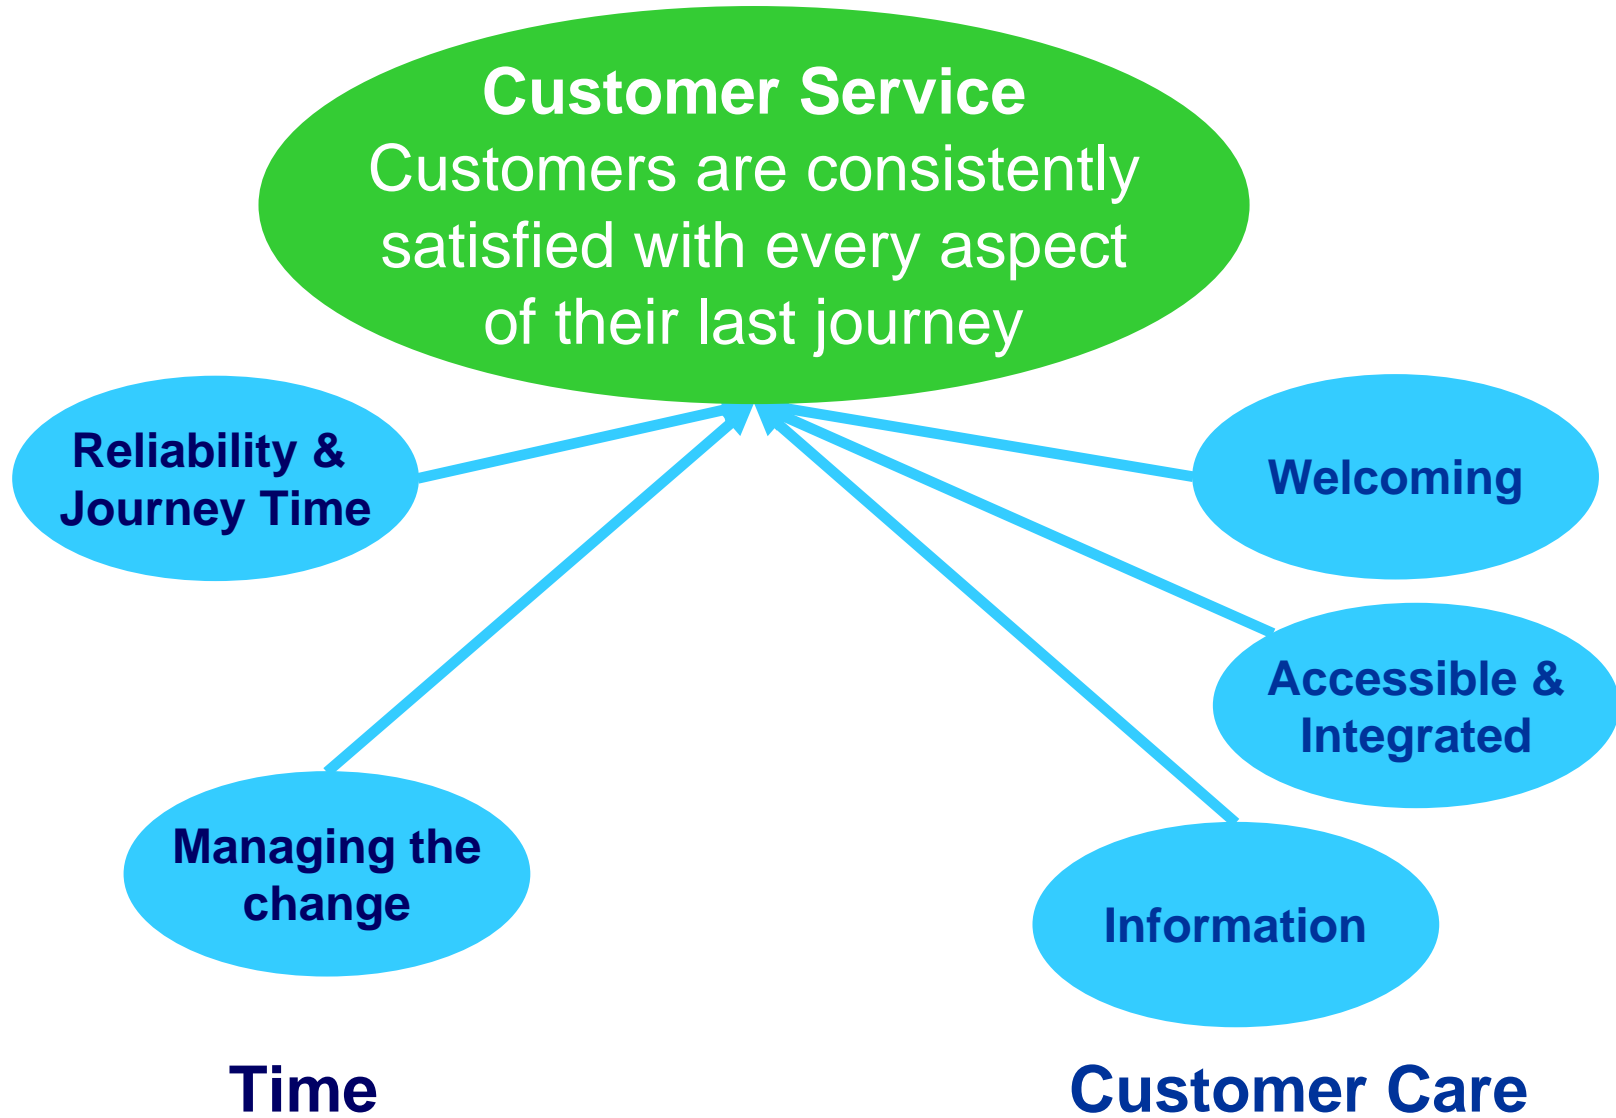 Customer Service
Customers are consistently
satisfied with every aspect
of their last journey
Reliability &
Journey Time
Welcoming
Accessible &
Integrated
Managing the
change
Information
Time
Customer Care